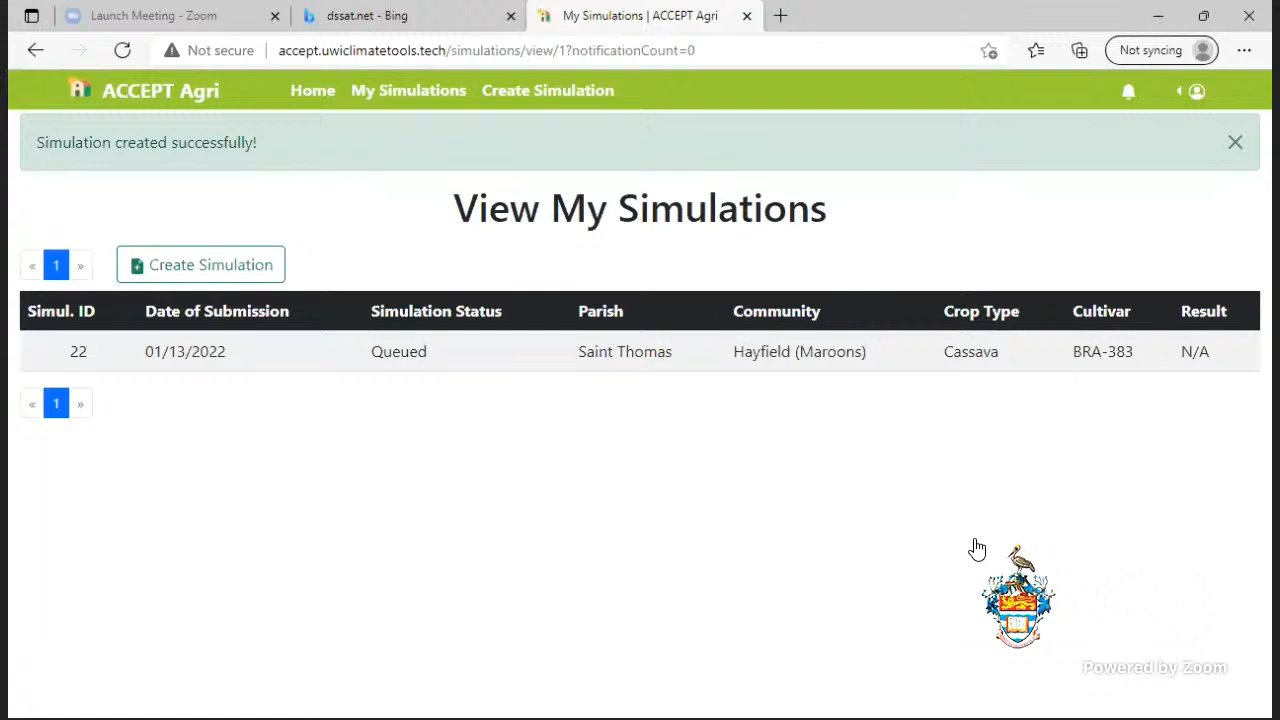 Launch Meeting - Zoom
dssat.net - Bing
My Simulations | ACCEPT Agri
Not secure
accept.uwiclimatetools.tech/simulations/view/1?notificationCount=0
Not syncing
ACCEPT Agri Home My Simulations Create Simulation
Simulation created successfully!
View My Simulations
« 1 » Create Simulation
Simul. ID Date of Submission Simulation Status Parish Community Crop Type Cultivar Result
22 01/13/2022 Queued Saint Thomas Hayfield (Maroons) Cassava BRA-383 N/A
« 1 »
Powered by Zoom